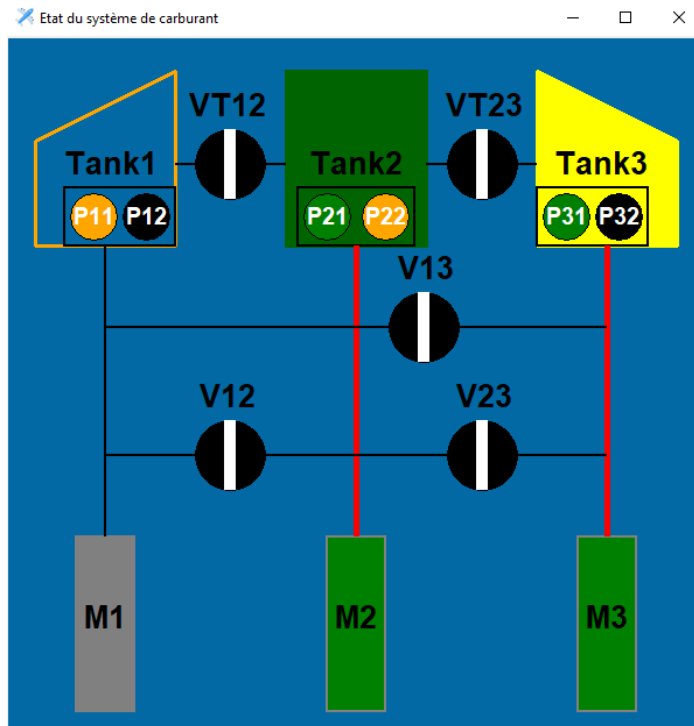 Etat du système de carburant
VT12 VT23
Tank1 Tank2 Tank3
P11 P12 P21 P22 P31 P32
V13
V12 V23
M1 M2 M3